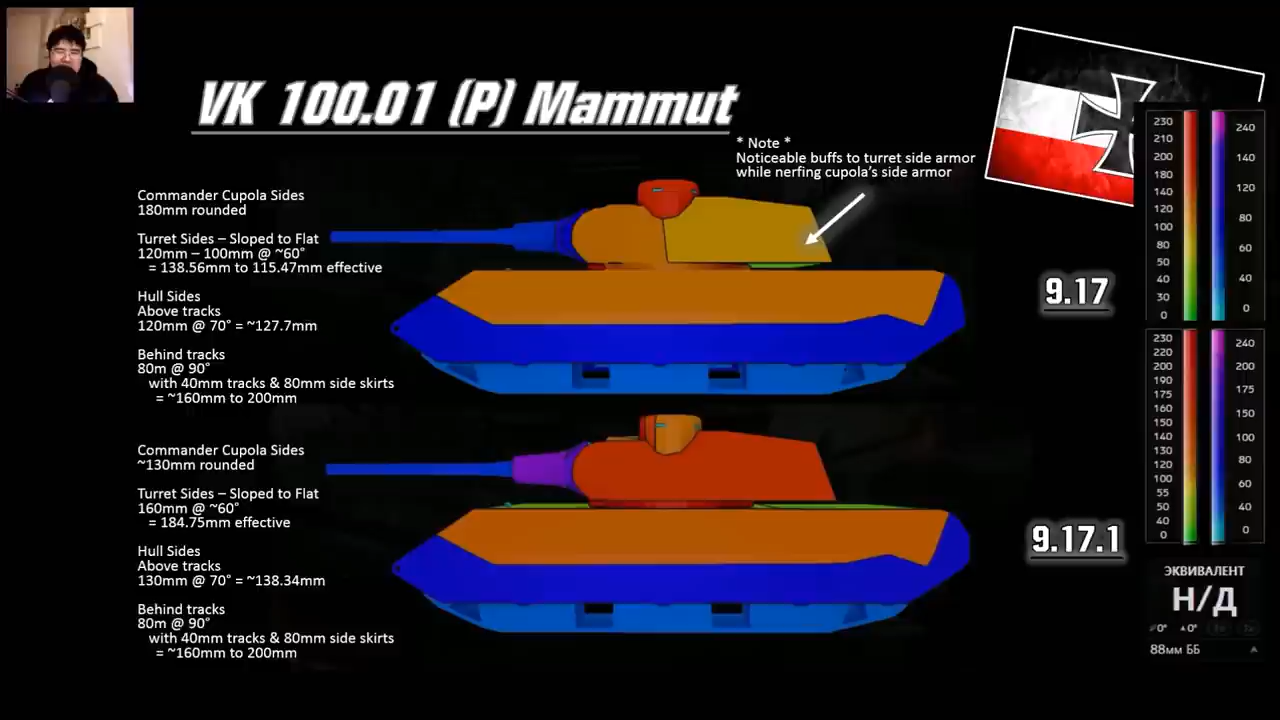 VK 100.01 (P) Mammut
* Note *
Noticeable buffs to turret side armor
while nerfing cupola's side armor
Commander Cupola Sides
180mm rounded
Turret Sides – Sloped to Flat
120mm – 100mm @ ~60°
= 138.56mm to 115.47mm effective
Hull Sides
Above tracks
120mm @ 70° = ~127.7mm
Behind tracks
80m @ 90°
with 40mm tracks & 80mm side skirts
= ~160mm to 200mm
9.17
230
210
200
180
140
120
100
80
50
40
30
0
240
140
120
80
60
40
0
Commander Cupola Sides
~130mm rounded
Turret Sides – Sloped to Flat
160mm @ ~60°
= 184.75mm effective
Hull Sides
Above tracks
130mm @ 70° = ~138.34mm
Behind tracks
80m @ 90°
with 40mm tracks & 80mm side skirts
= ~160mm to 200mm
9.17.1
230
220
200
190
175
160
150
140
130
120
100
55
50
40
0
240
200
175
150
100
80
60
40
0
ЭКВИВАЛЕНТ
Н/Д
0° 0°
88мм ББ